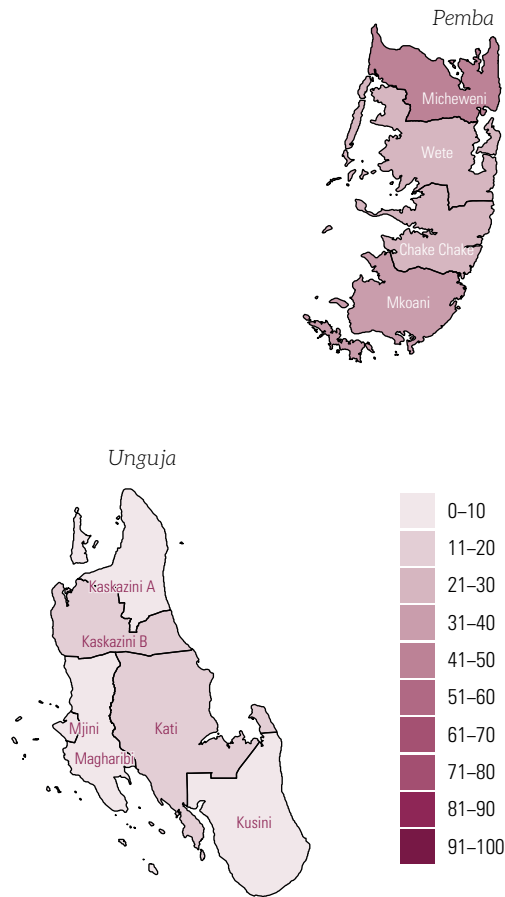 Pemba
Micheweni
Wete
Chake Chake
Mkoani
Unguja
Kaskazini A
Kaskazini B
Mjini
Kati
Magharibi
Kusini
0–10
11–20
21–30
31–40
41–50
51–60
61–70
71–80
81–90
91–100